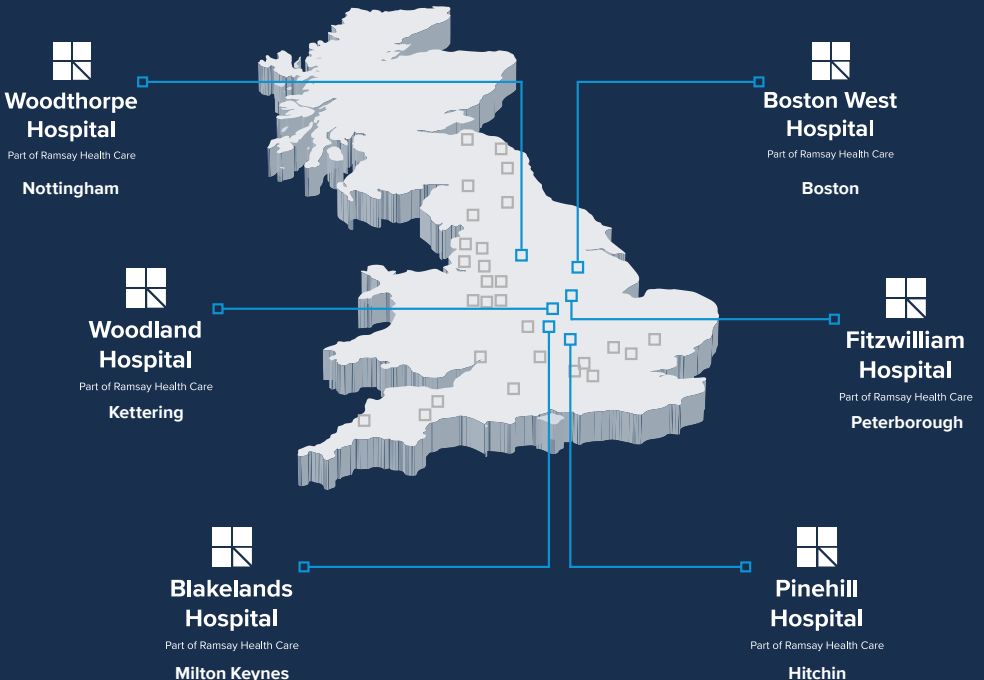 Woodthorpe
Hospital
Part of Ramsay Health Care
Nottingham
Boston West
Hospital
Part of Ramsay Health Care
Boston
Woodland
Hospital
Part of Ramsay Health Care
Kettering
Fitzwilliam
Hospital
Part of Ramsay Health Care
Peterborough
Blakelands
Hospital
Part of Ramsay Health Care
Milton Keynes
Pinehill
Hospital
Part of Ramsay Health Care
Hitchin